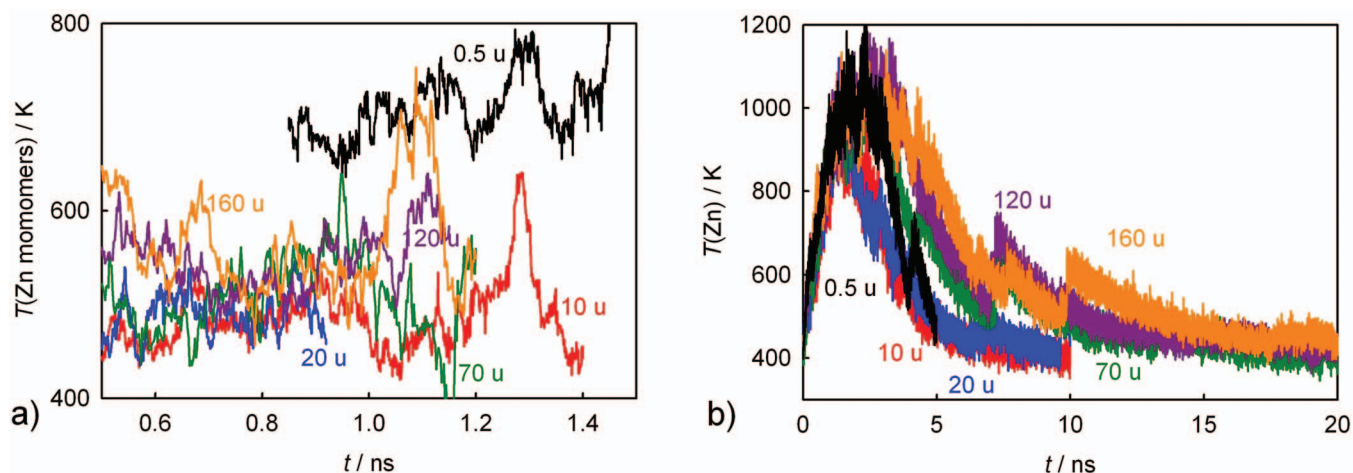 800
600
400
T(Zn momomers) / K
0.5 u
160 u
120 u
10 u
20 u
70 u
0.6 0.8 1.0 1.2 1.4
t / ns
a)
1200
1000
800
600
400
T(Zn) / K
120 u
160 u
0.5 u
10 u
20 u
70 u
0 5 10 15 20
t / ns
b)